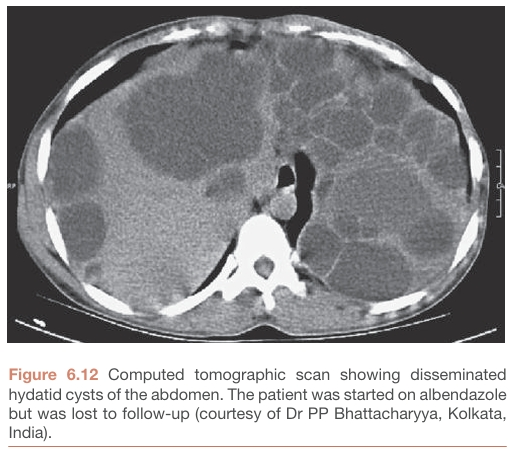 Figure 6.12 Computed tomographic scan showing disseminated
hydatid cysts of the abdomen. The patient was started on albendazole
but was lost to follow-up (courtesy of Dr PP Bhattacharyya, Kolkata,
India).